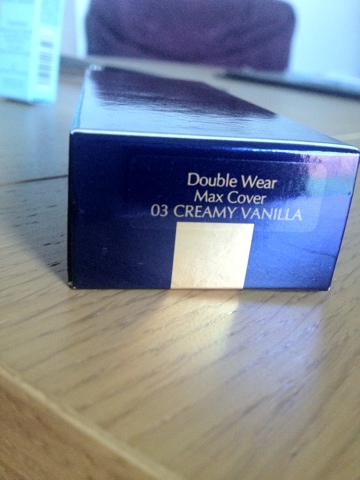 Double Wear
Max Cover
03 CREAMY VANILLA